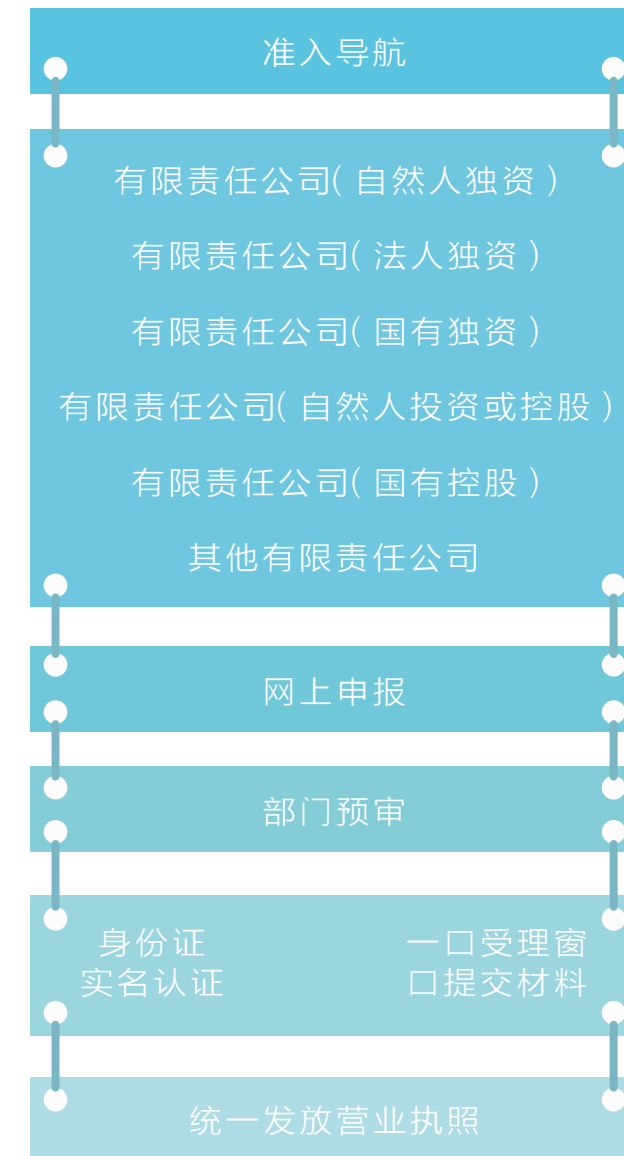 准入导航
有限责任公司(自然人独资)
有限责任公司(法人独资)
有限责任公司(国有独资)
有限责任公司(自然人投资或控股)
有限责任公司(国有控股)
其他有限责任公司
网上申报
部门预审
身份证
实名认证
一口受理窗
口提交材料
统一发放营业执照